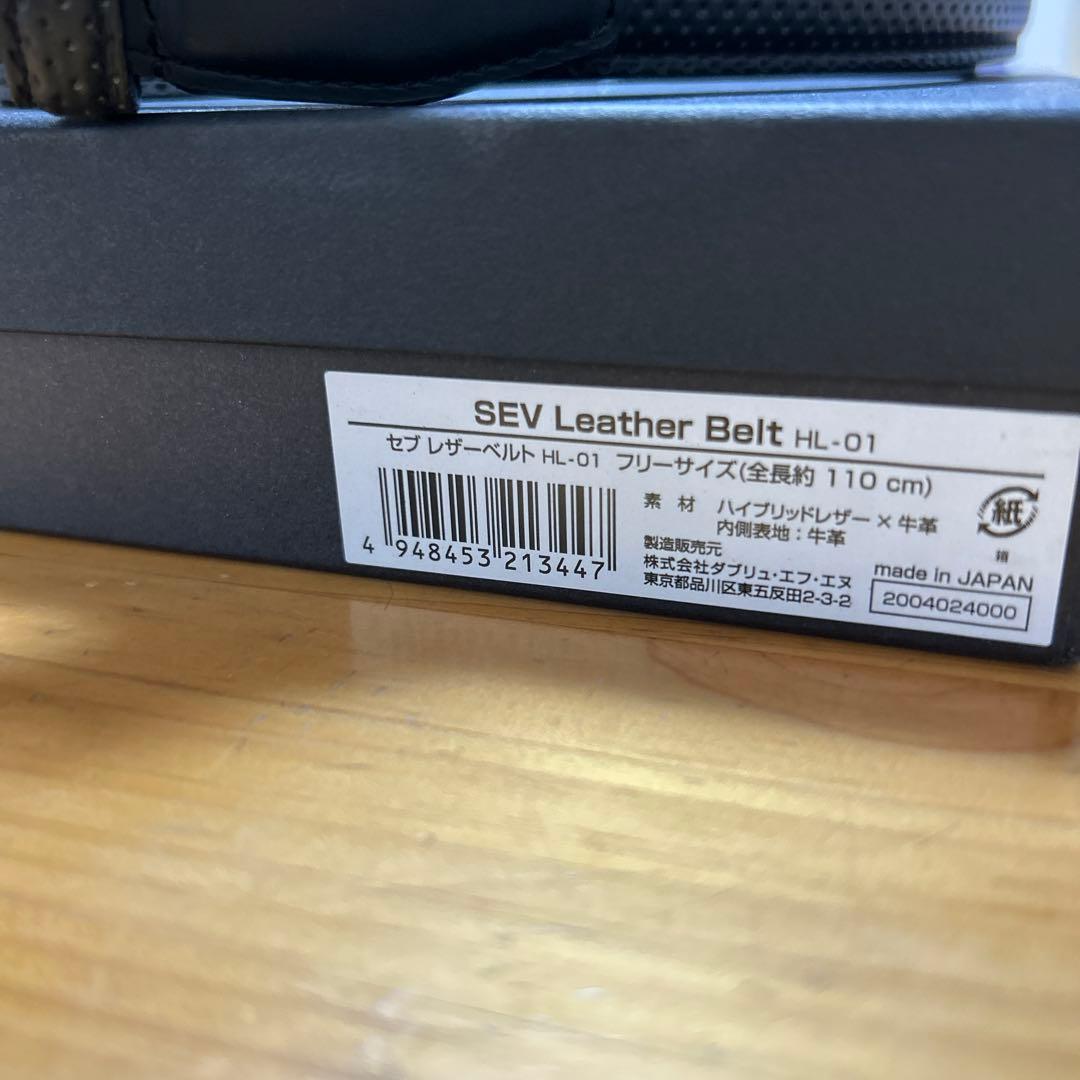 SEV Leather Belt HL-01
セブ レザーベルト HL-01 フリーサイズ(全長約 110 cm)
素 材 ハイブリッドレザー×牛革
内側表地：牛革
紙
箱
4 948453 213447
製造販売元
株式会社ダブリュ・エフ・エヌ
東京都品川区東五反田2-3-2
made in JAPAN
2004024000